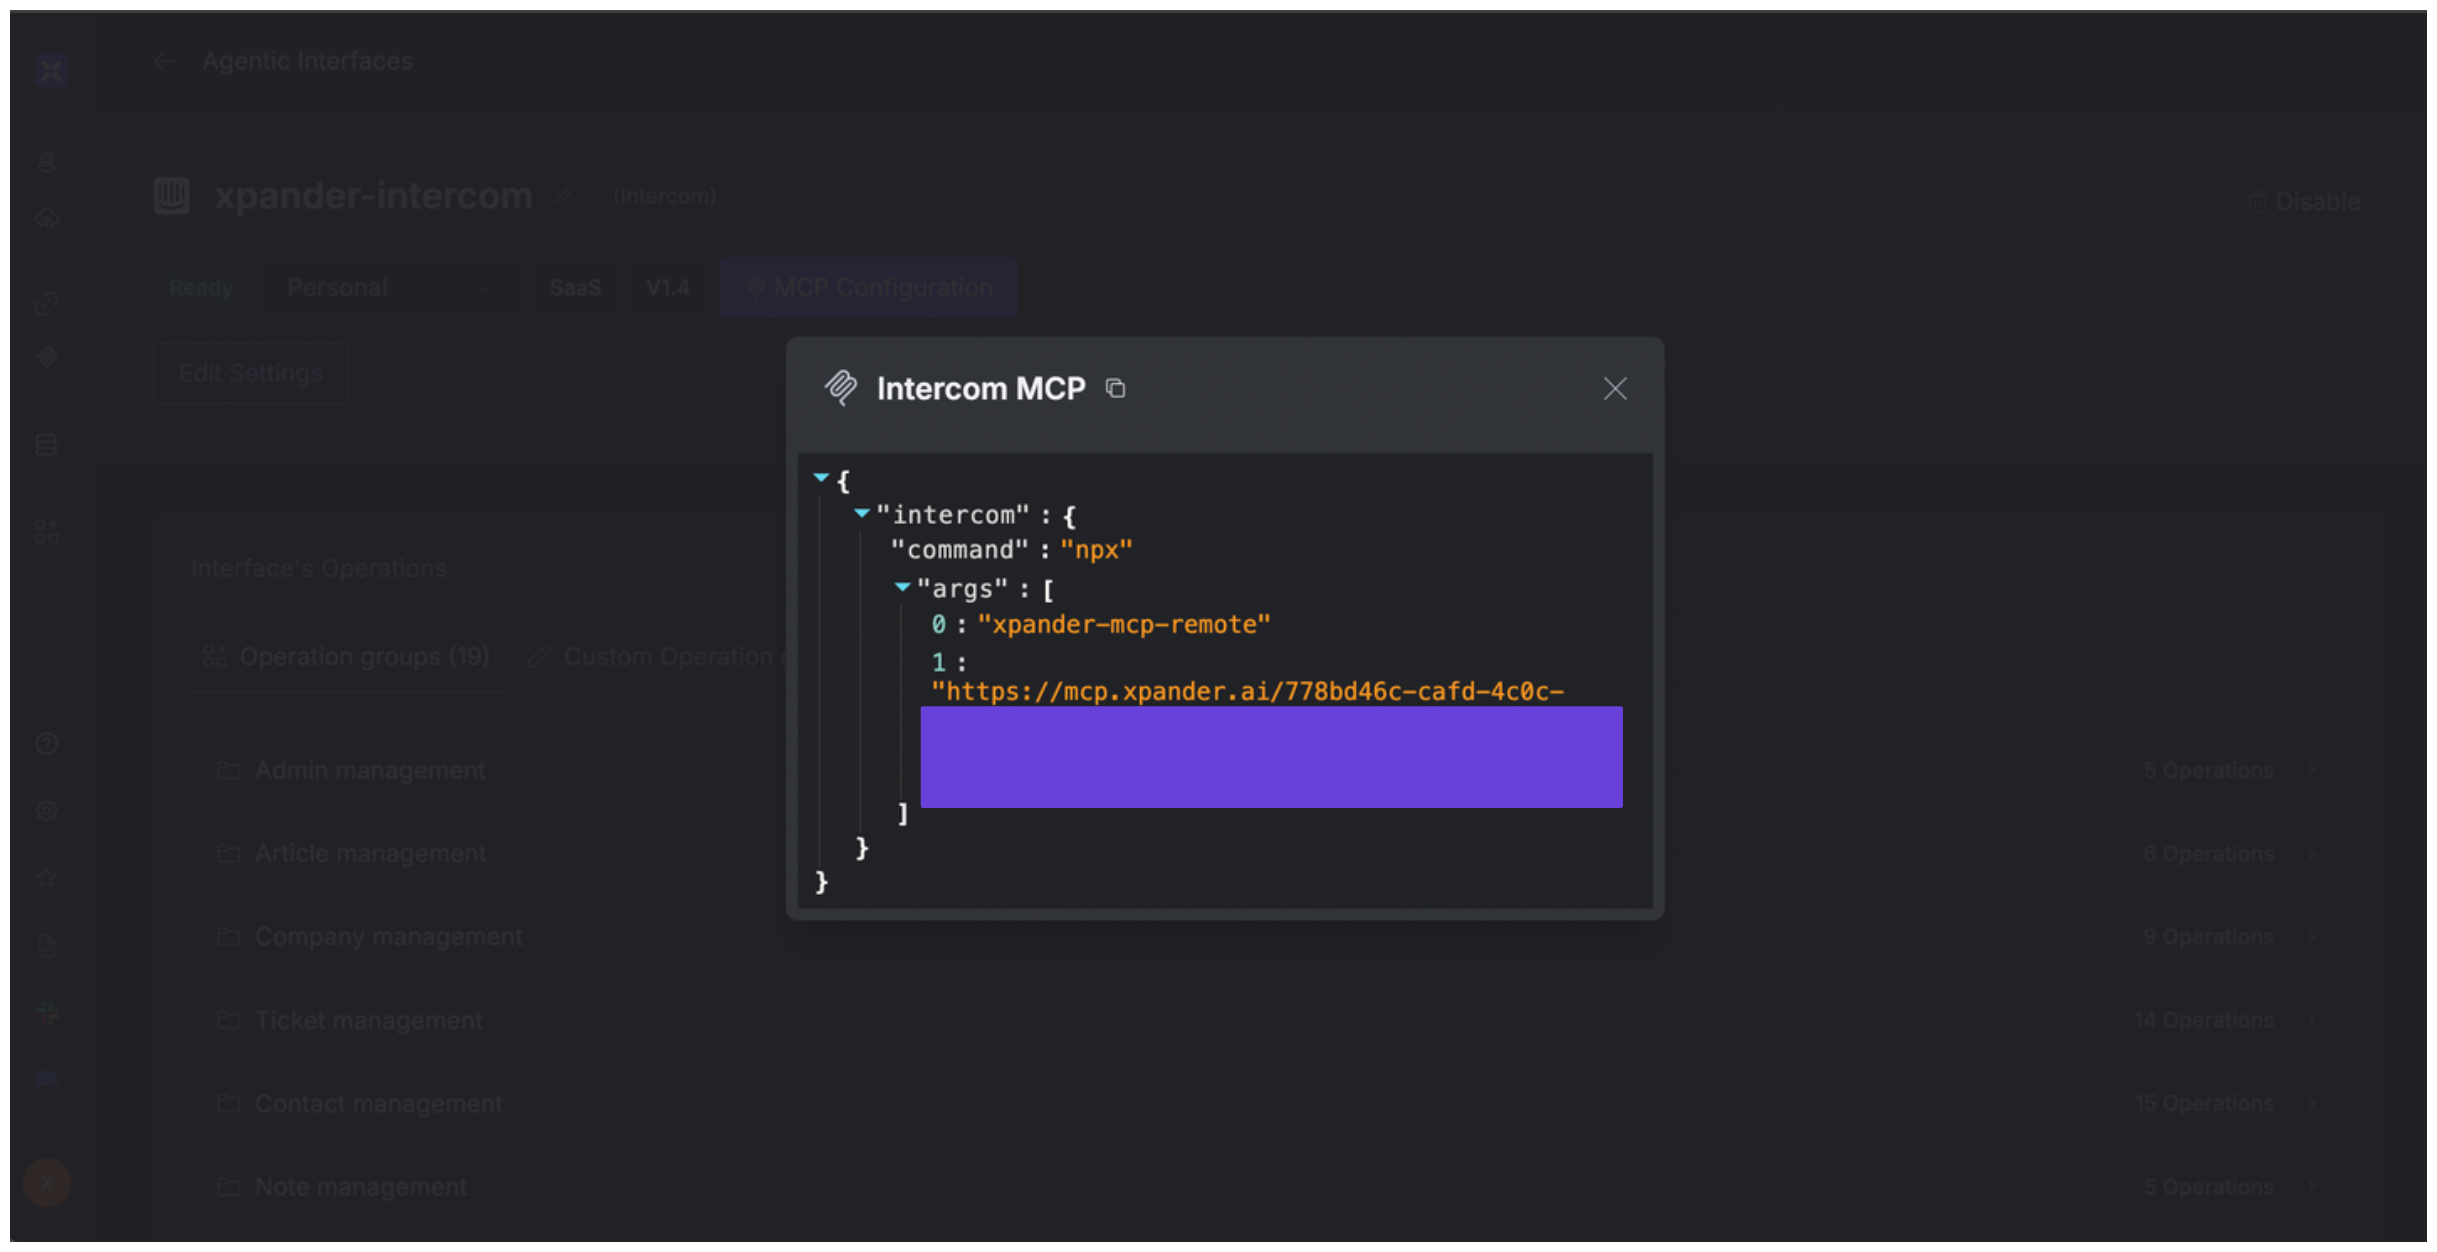 Agentic Interfaces
xpander-intercom (Intercom)
Disable
Ready Personal SaaS V1.4 MCP Configuration
Edit Settings
Intercom MCP
{
"intercom" : {
"command" : "npx"
"args" : [
0 : "xpander-mcp-remote"
1 :
"https://mcp.xpander.ai/778bd46c-cafd-4c0c-
]
}
}
Interface's Operations
Operation groups (19) Custom Operation
Admin management 5 Operations
Article management 6 Operations
Company management 9 Operations
Ticket management 14 Operations
Contact management 15 Operations
Note management 5 Operations
X